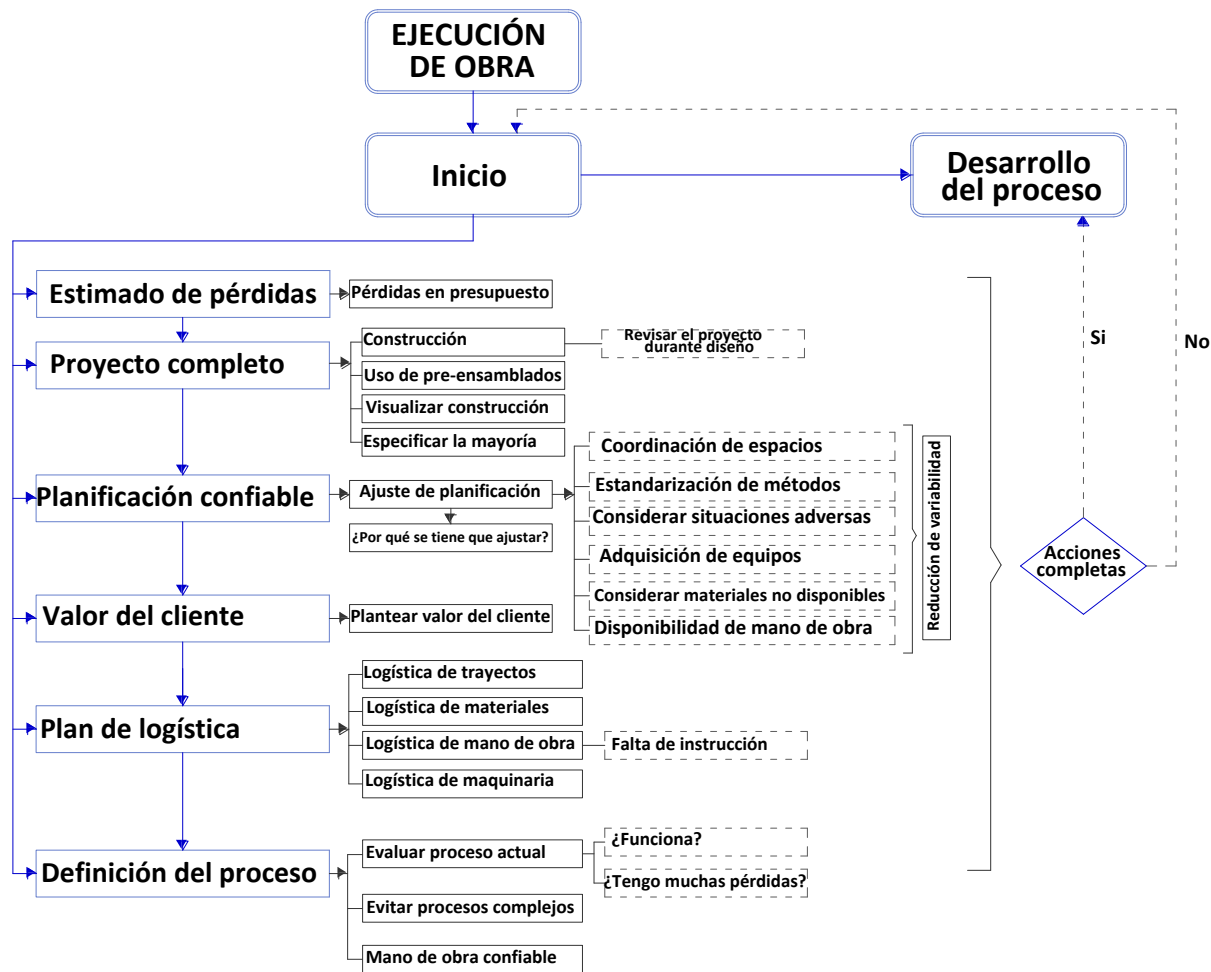 EJECUCIÓN
DE OBRA
Inicio
Desarrollo
del proceso
Estimado de pérdidas
Pérdidas en presupuesto
Proyecto completo
Construcción
Revisar el proyecto
durante diseño
Uso de pre-ensamblados
Visualizar construcción
Especificar la mayoría
Si
No
Planificación confiable
Ajuste de planificación
¿Por qué se tiene que ajustar?
Coordinación de espacios
Estandarización de métodos
Considerar situaciones adversas
Adquisición de equipos
Considerar materiales no disponibles
Disponibilidad de mano de obra
Reducción de variabilidad
Acciones
completas
Valor del cliente
Plantear valor del cliente
Plan de logística
Logística de trayectos
Logística de materiales
Logística de mano de obra
Falta de instrucción
Logística de maquinaria
Definición del proceso
Evaluar proceso actual
¿Funciona?
¿Tengo muchas pérdidas?
Evitar procesos complejos
Mano de obra confiable